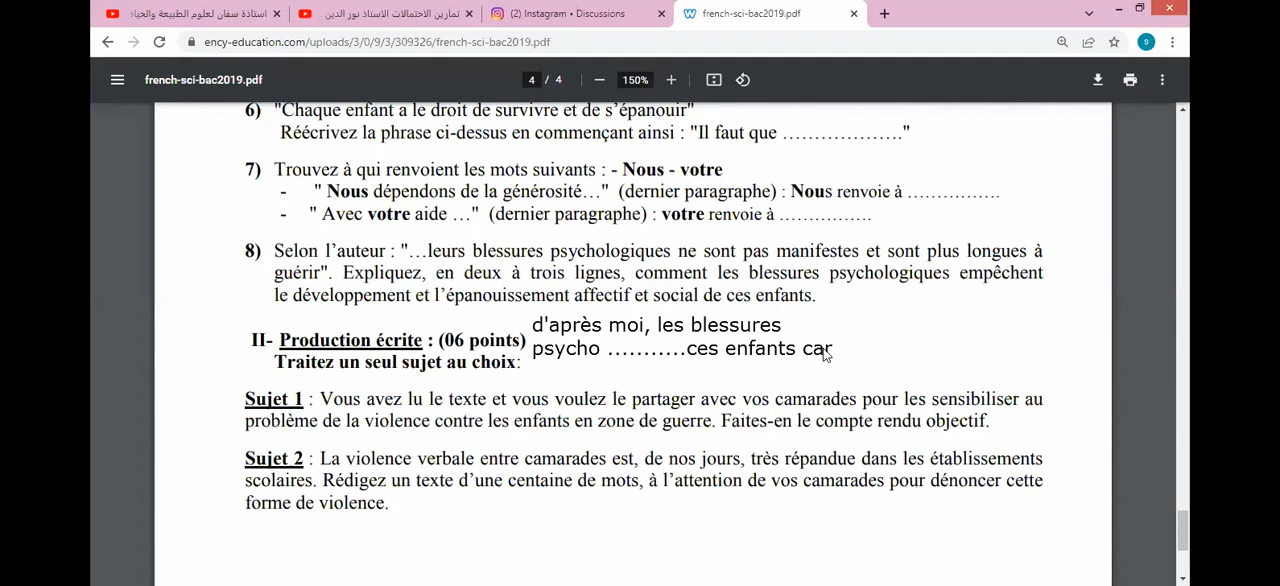 استاذة سفان لعلوم الطبيعة والحياة
تمارين الاحتمالات الاستاذ نور الدين
(2) Instagram • Discussions
french-sci-bac2019.pdf
ency-education.com/uploads/3/0/9/3/309326/french-sci-bac2019.pdf
s
french-sci-bac2019.pdf
4 / 4
150%
6) "Chaque enfant a le droit de survivre et de s’épanouir"
Réécrivez la phrase ci-dessus en commençant ainsi : "Il faut que ……………….."
7) Trouvez à qui renvoient les mots suivants : - Nous - votre
- " Nous dépendons de la générosité…" (dernier paragraphe) : Nous renvoie à …………….
- " Avec votre aide …" (dernier paragraphe) : votre renvoie à …………….
8) Selon l’auteur : "…leurs blessures psychologiques ne sont pas manifestes et sont plus longues à
guérir". Expliquez, en deux à trois lignes, comment les blessures psychologiques empêchent
le développement et l’épanouissement affectif et social de ces enfants.
d'après moi, les blessures
psycho ...........ces enfants car
II- Production écrite : (06 points)
Traitez un seul sujet au choix:
Sujet 1 : Vous avez lu le texte et vous voulez le partager avec vos camarades pour les sensibiliser au
problème de la violence contre les enfants en zone de guerre. Faites-en le compte rendu objectif.
Sujet 2 : La violence verbale entre camarades est, de nos jours, très répandue dans les établissements
scolaires. Rédigez un texte d’une centaine de mots, à l’attention de vos camarades pour dénoncer cette
forme de violence.